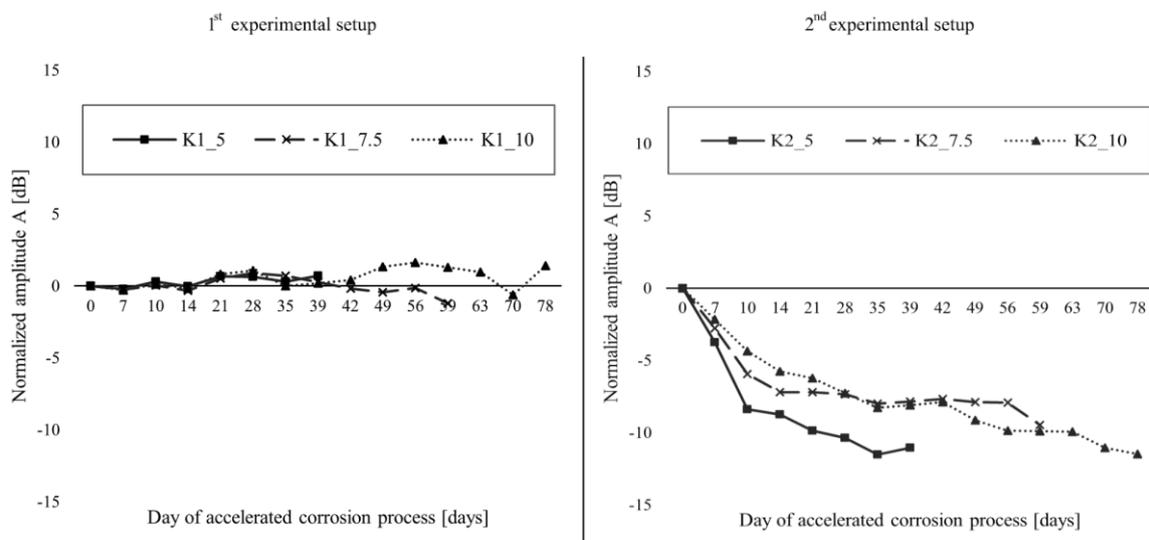 1st experimental setup
15
10
5
0
-5
-10
-15
K1_5 K1_7.5 K1_10
Normalized amplitude A [dB]
0 7 10 14 21 28 35 39 42 49 56 59 63 70 78
Day of accelerated corrosion process [days]
2nd experimental setup
15
10
5
0
-5
-10
-15
K2_5 K2_7.5 K2_10
Normalized amplitude A [dB]
0 7 10 14 21 28 35 39 42 49 56 59 63 70 78
Day of accelerated corrosion process [days]